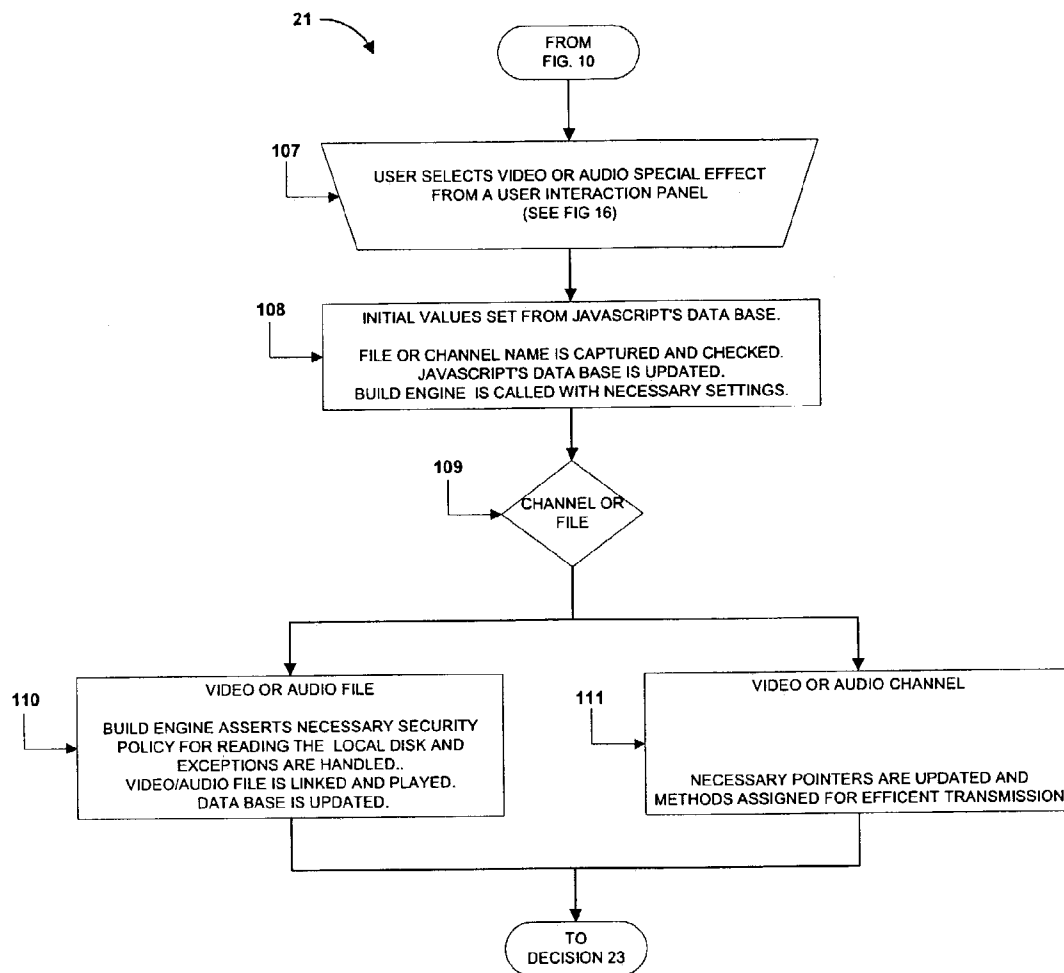 21
FROM
FIG. 10
107
USER SELECTS VIDEO OR AUDIO SPECIAL EFFECT
FROM A USER INTERACTION PANEL
(SEE FIG 16)
108
INITIAL VALUES SET FROM JAVASCRIPT'S DATA BASE.
FILE OR CHANNEL NAME IS CAPTURED AND CHECKED.
JAVASCRIPT'S DATA BASE IS UPDATED.
BUILD ENGINE IS CALLED WITH NECESSARY SETTINGS.
109
CHANNEL OR
FILE
110
VIDEO OR AUDIO FILE
BUILD ENGINE ASSERTS NECESSARY SECURITY
POLICY FOR READING THE LOCAL DISK AND
EXCEPTIONS ARE HANDLED..
VIDEO/AUDIO FILE IS LINKED AND PLAYED.
DATA BASE IS UPDATED.
111
VIDEO OR AUDIO CHANNEL
NECESSARY POINTERS ARE UPDATED AND
METHODS ASSIGNED FOR EFFICENT TRANSMISSION
TO
DECISION 23